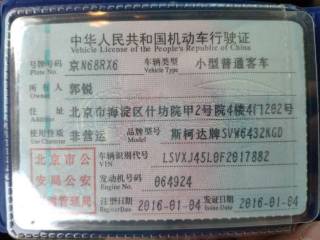 中华人民共和国机动车行驶证
Vehicle License of the People's Republic of China
号牌号码 京N68RX6 车辆类型 小型普通客车
Plate No. Vehicle Type
所有人 郭锐
Owner
住址 北京市海淀区什坊院甲2号院4楼4门1202号
Address
使用性质 非营运 品牌型号 斯柯达牌SVW6432KGD
北京市公 车辆识别代号 LSVXJ45L0F2017882
VIN
安局公安 发动机号码 064924
Engine No.
管理局 注册日期 2016-01-04 发证日期 2016-01-04
Register Date Issue Date